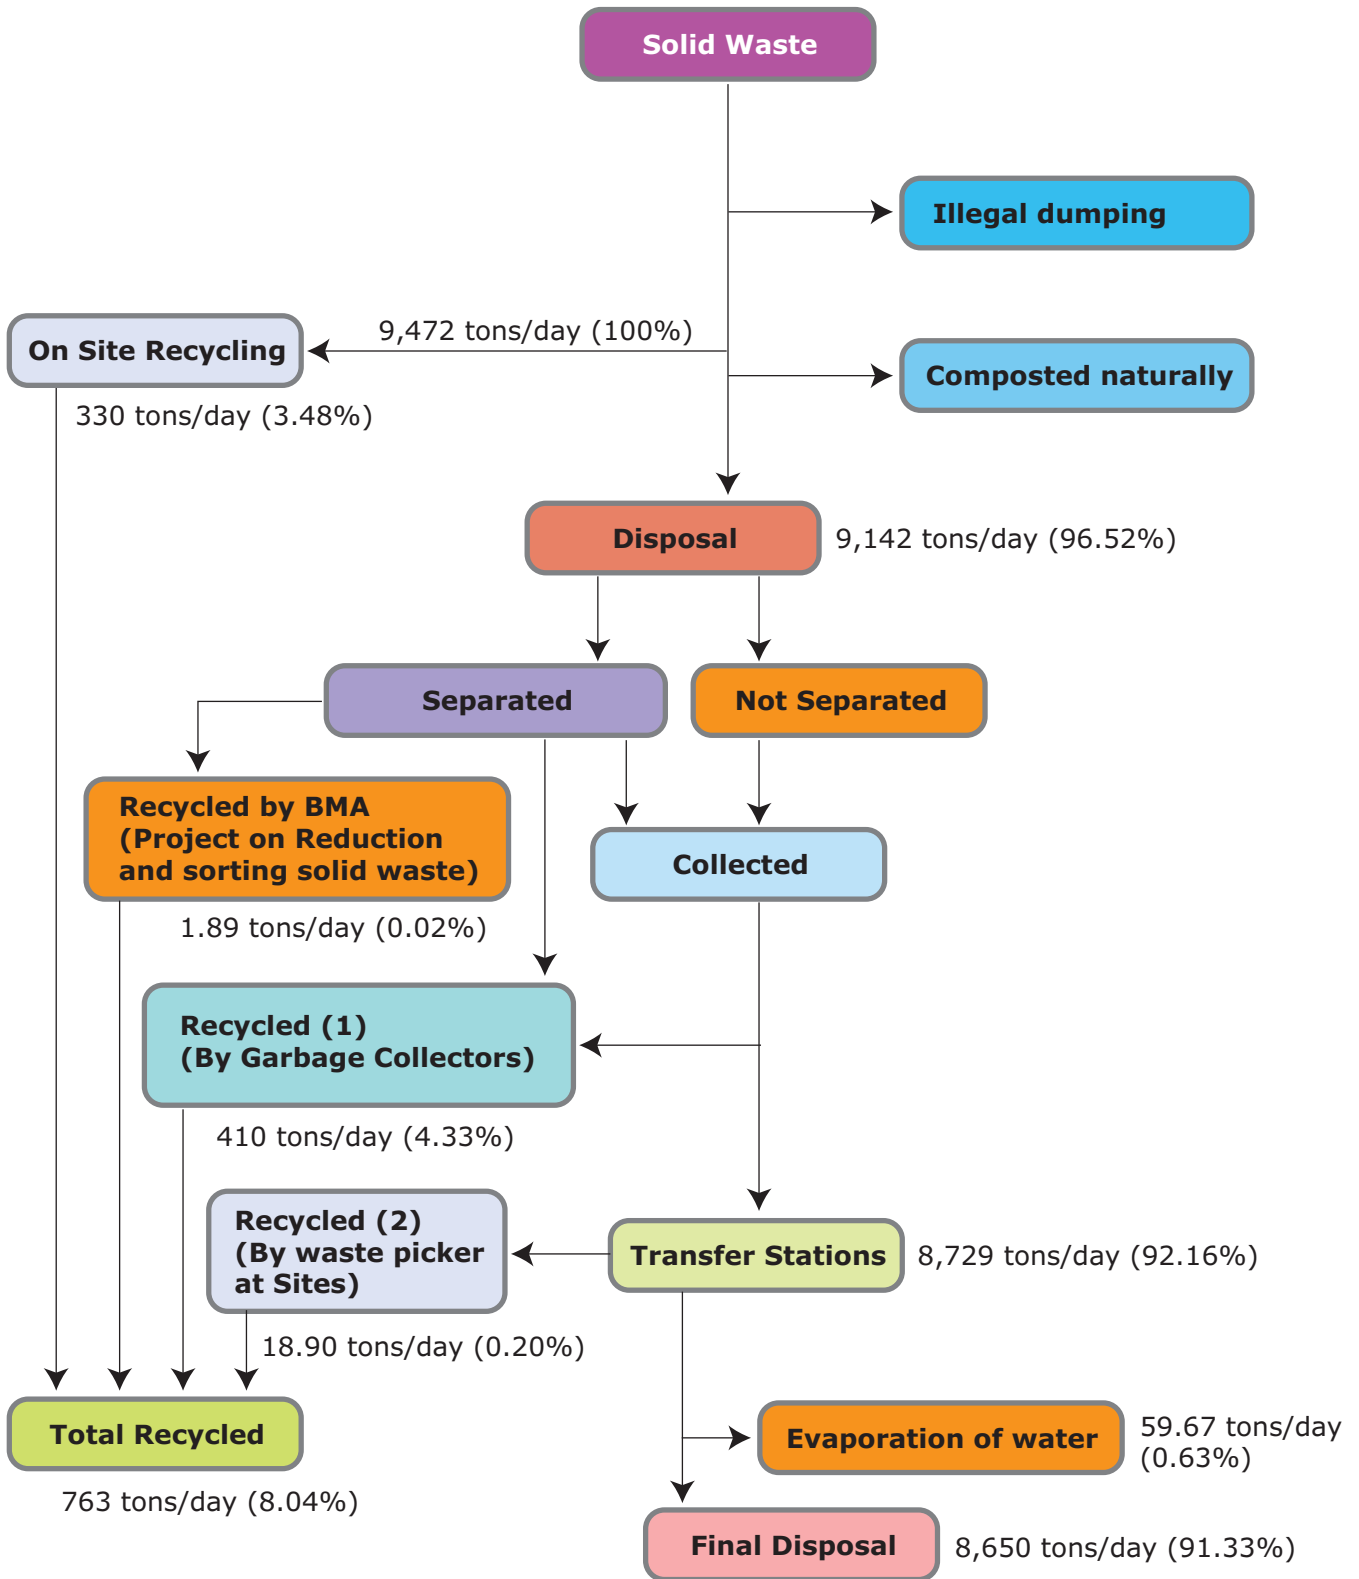 Solid Waste
Illegal dumping
9,472 tons/day (100%)
On Site Recycling
Composted naturally
330 tons/day (3.48%)
Disposal
9,142 tons/day (96.52%)
Separated
Not Separated
Recycled by BMA
(Project on Reduction
and sorting solid waste)
Collected
1.89 tons/day (0.02%)
Recycled (1)
(By Garbage Collectors)
410 tons/day (4.33%)
Recycled (2)
(By waste picker
at Sites)
Transfer Stations
8,729 tons/day (92.16%)
18.90 tons/day (0.20%)
Total Recycled
Evaporation of water
59.67 tons/day
(0.63%)
763 tons/day (8.04%)
Final Disposal
8,650 tons/day (91.33%)